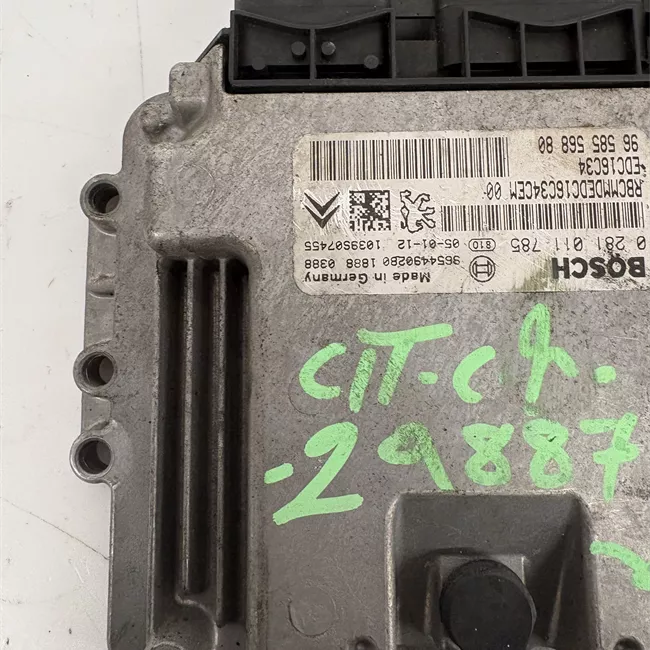 BOSCH Made in Germany
9654490280 1888 0388
0 281 011 785 810 05-01-12 1039S07455
RBCMMDEDC16C34CEM 00
+EDC16C34
96 585 568 80
CIT-C4.
-29887